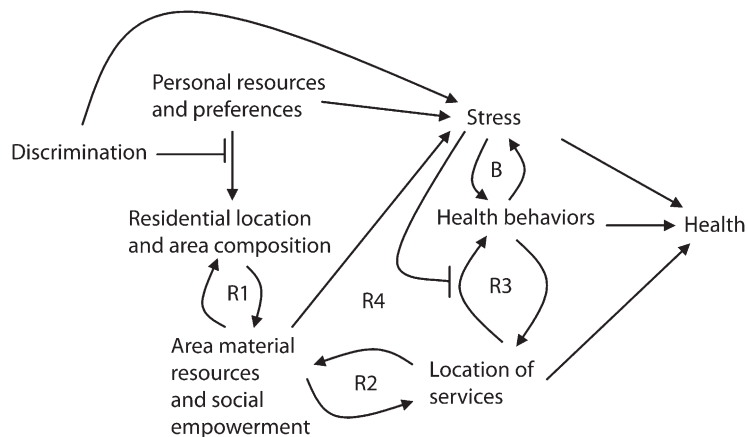 Personal resources
and preferences
Stress
Discrimination
B
Residential location
and area composition
Health behaviors
Health
R1
R3
R4
Area material
resources
and social
empowerment
R2
Location of
services